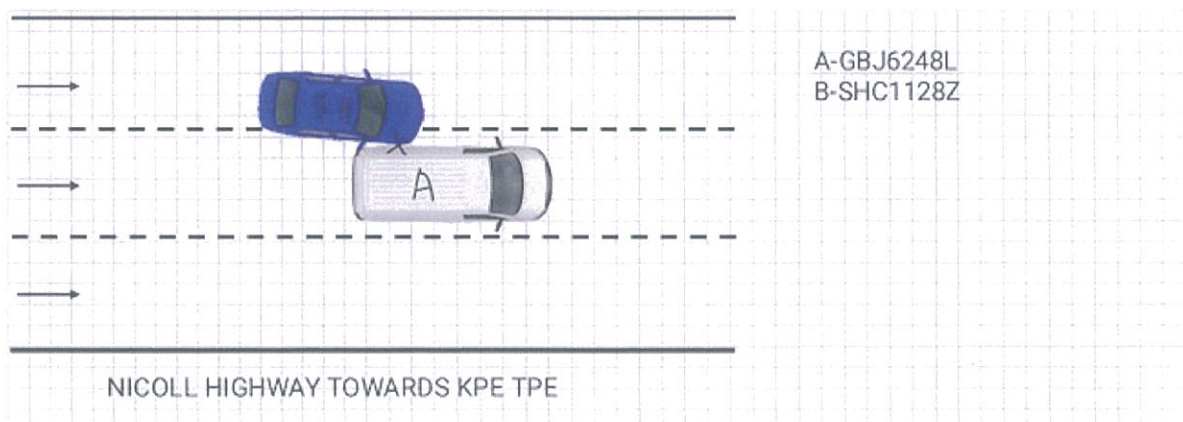 A-GBJ6248L
B-SHC1128Z
A
NICOLL HIGHWAY TOWARDS KPE TPE